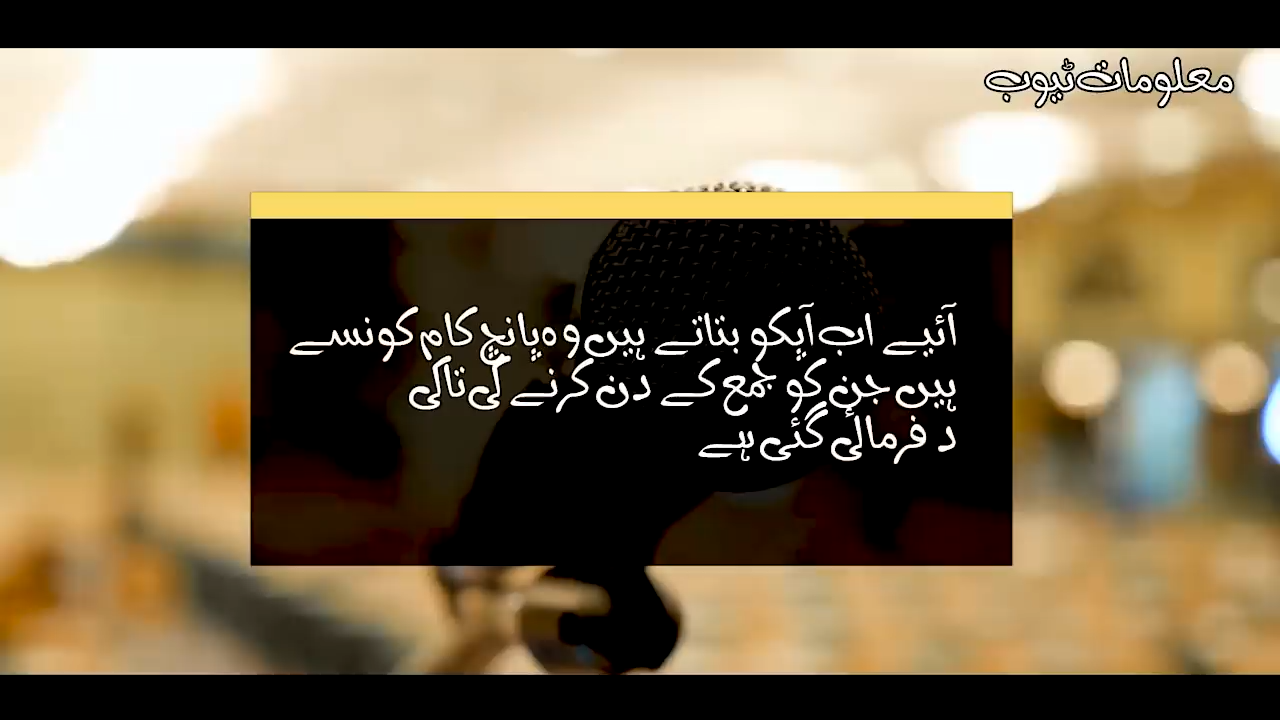 معلومات ٹیوب
آئیے اب آپکو بتاتے ہیں وہ پانچ کام کونسے
ہیں جن کو جمع کے دن کرنے کی تاکی
د فرمائی گئی ہے